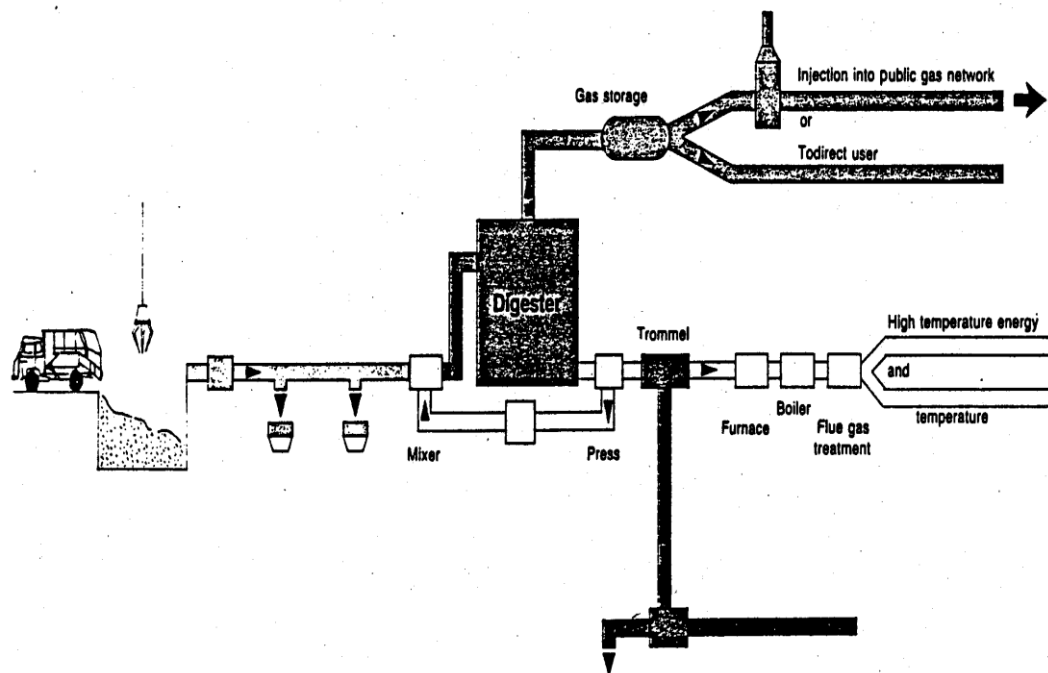 Injection into public gas network
Gas storage
or
Todirect user
Digester
Trommel
High temperature energy
and
temperature
Boiler
Furnace
Flue gas
treatment
Mixer
Press